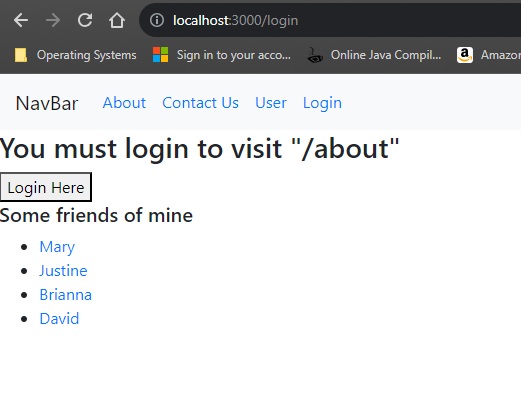 localhost:3000/login
Operating Systems Sign in to your acco... Online Java Compil... Amazon
NavBar About Contact Us User Login
You must login to visit "/about"
Login Here
Some friends of mine
Mary
Justine
Brianna
David